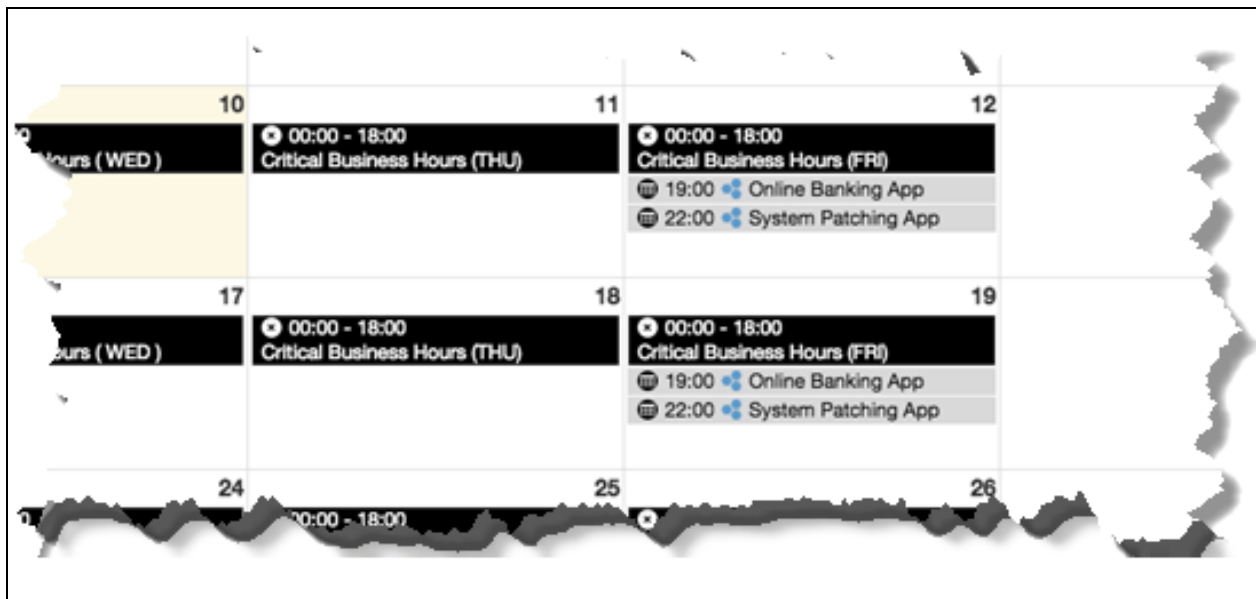 10
11
12
Hours ( WED )
00:00 - 18:00
Critical Business Hours (THU)
00:00 - 18:00
Critical Business Hours (FRI)
19:00 Online Banking App
22:00 System Patching App
17
18
19
( WED )
00:00 - 18:00
Critical Business Hours (THU)
00:00 - 18:00
Critical Business Hours (FRI)
19:00 Online Banking App
22:00 System Patching App
24
25
26
00:00 - 18:00